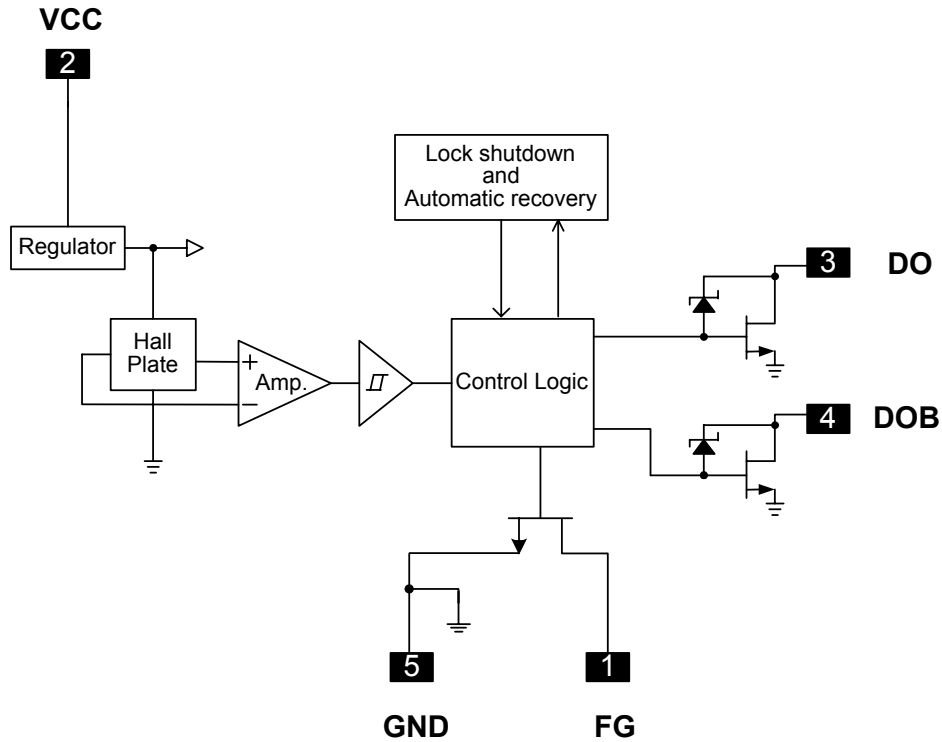 VCC
2
Lock shutdown
and
Automatic recovery
Regulator
3 DO
Hall
Plate
+
Amp.
−
Control Logic
4 DOB
5
1
GND
FG